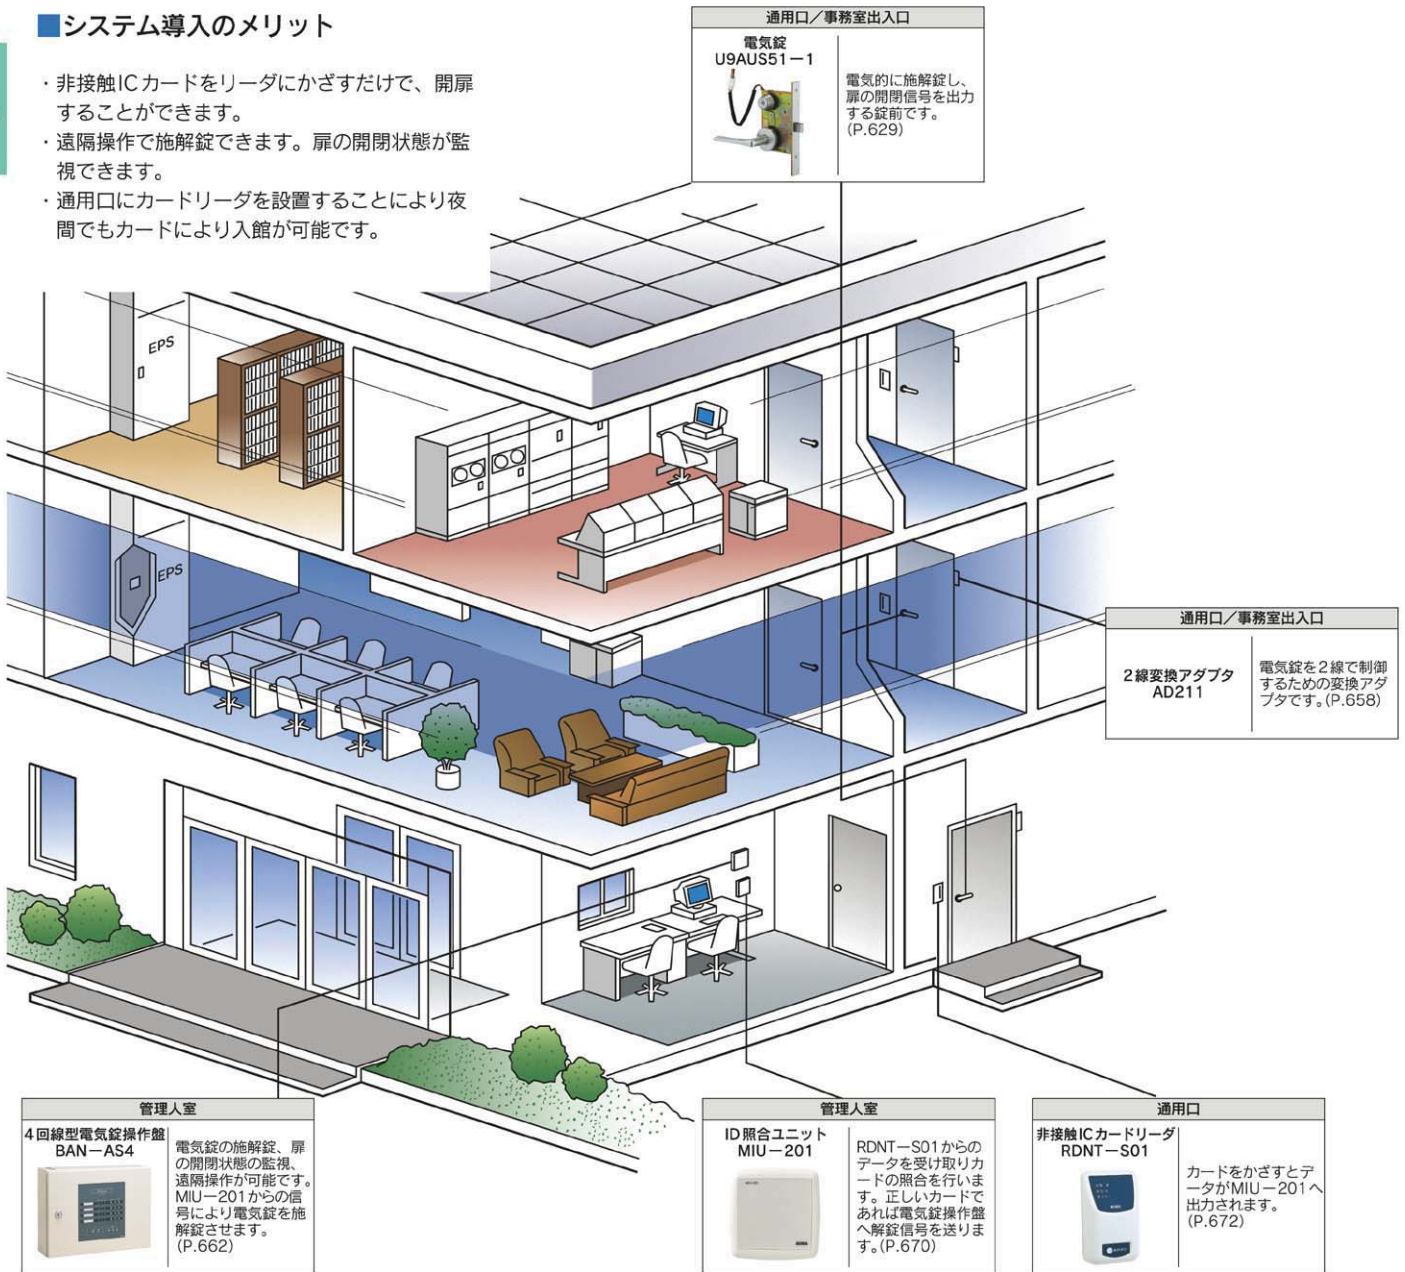 ■システム導入のメリット
・非接触ICカードをリーダにかざすだけで、開扉
することができます。
・遠隔操作で施解錠できます。扉の開閉状態が監
視できます。
・通用口にカードリーダを設置することにより夜
間でもカードにより入館が可能です。
通用口／事務室出入口
電気錠
U9AUS51－1
電気的に施解錠し、
扉の開閉信号を出力
する錠前です。
(P.629)
EPS
EPS
通用口／事務室出入口
2線変換アダプタ
AD211
電気錠を2線で制御
するための変換アダ
プタです。(P.658)
管理人室
4回線型電気錠操作盤
BAN－AS4
電気錠の施解錠、扉
の開閉状態の監視、
遠隔操作が可能です。
MIU－201からの信
号により電気錠を施
解錠させます。
(P.662)
管理人室
ID照合ユニット
MIU－201
RDNT－S01からの
データを受け取りカ
ードの照合を行いま
す。正しいカードで
あれば電気錠操作盤
へ解錠信号を送りま
す。(P.670)
通用口
非接触ICカードリーダ
RDNT－S01
カードをかざすとデ
ータがMIU－201へ
出力されます。
(P.672)